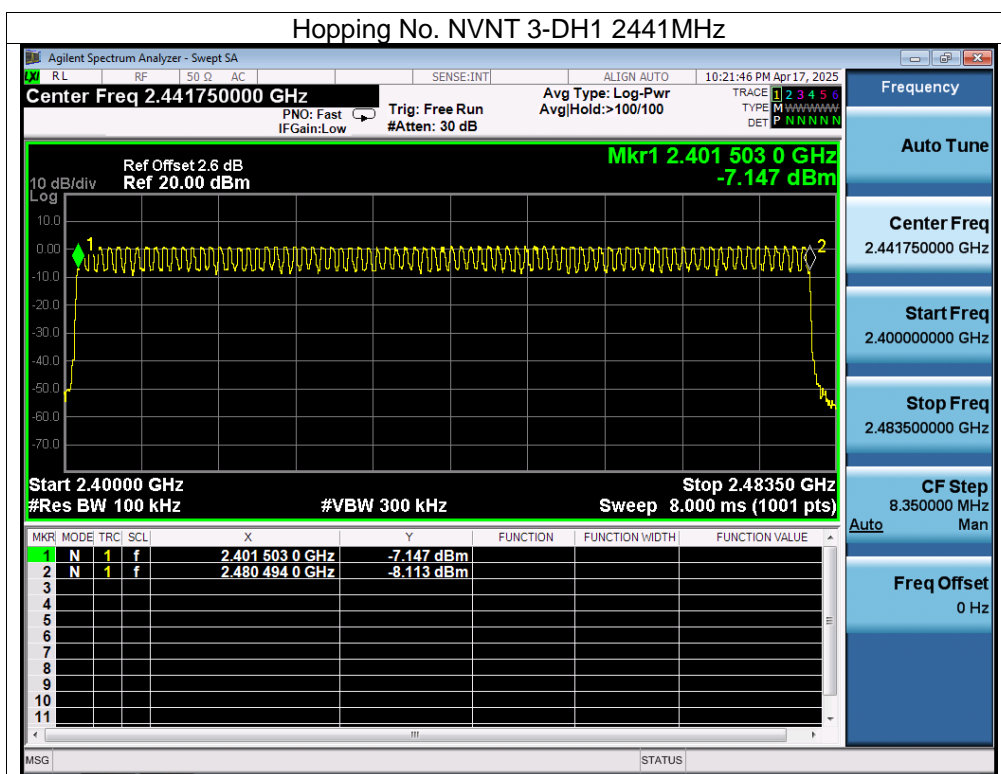 Hopping No. NVNT 3-DH1 2441MHz
Agilent Spectrum Analyzer - Swept SA
LXI RL RF 50 Ω AC SENSE:INT ALIGN AUTO 10:21:46 PM Apr 17, 2025
Center Freq 2.441750000 GHz
PNO: Fast
IFGain:Low
Trig: Free Run
#Atten: 30 dB
Avg Type: Log-Pwr
Avg|Hold:>100/100
TRACE 1 2 3 4 5 6
TYPE M W W W W W
DET P N N N N N
10 dB/div
Log
Ref Offset 2.6 dB
Ref 20.00 dBm
Mkr1 2.401 503 0 GHz
-7.147 dBm
10.0
0.00
-10.0
-20.0
-30.0
-40.0
-50.0
-60.0
-70.0
1
2
Start 2.40000 GHz
#Res BW 100 kHz
#VBW 300 kHz
Stop 2.48350 GHz
Sweep 8.000 ms (1001 pts)
MKR MODE TRC SCL X Y FUNCTION FUNCTION WIDTH FUNCTION VALUE
1 N 1 f 2.401 503 0 GHz -7.147 dBm
2 N 1 f 2.480 494 0 GHz -8.113 dBm
3
4
5
6
7
8
9
10
11
MSG STATUS
Frequency
Auto Tune
Center Freq
2.441750000 GHz
Start Freq
2.400000000 GHz
Stop Freq
2.483500000 GHz
CF Step
8.350000 MHz
Auto Man
Freq Offset
0 Hz